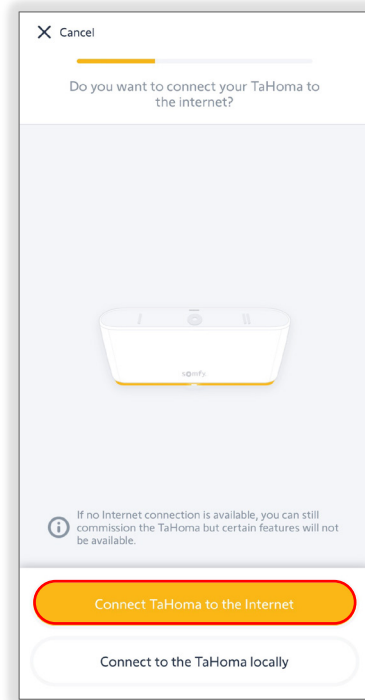 Cancel
Do you want to connect your TaHoma to
the internet?
somfy
If no Internet connection is available, you can still
commission the TaHoma but certain features will not
be available.
Connect TaHoma to the Internet
Connect to the TaHoma locally